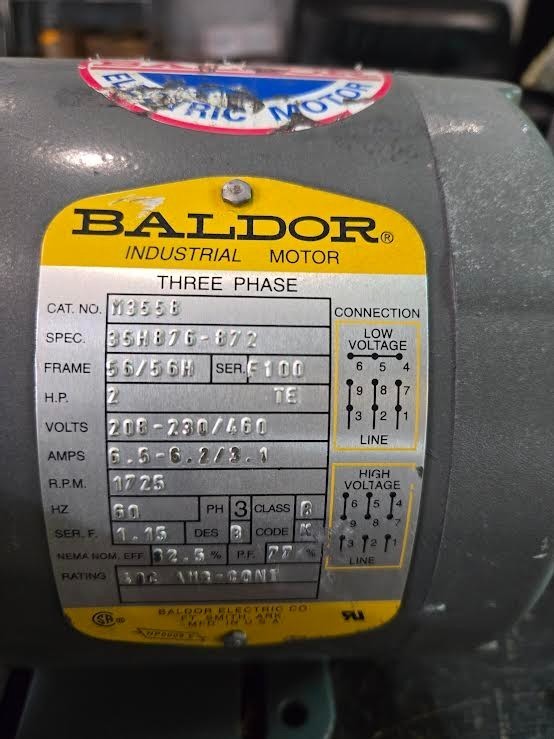 ELECTRIC MOTOR
BALDOR®
INDUSTRIAL MOTOR
THREE PHASE
CAT. NO. M3558
SPEC. 35H876-872
FRAME 56/56H SER. F100
H.P. 2 TE
VOLTS 208-230/460
AMPS 6.5-6.2/3.1
R.P.M. 1725
HZ 60 PH 3 CLASS B
SER. F. 1.15 DES B CODE K
NEMA NOM. EFF. 82.5 % P.F. 77 %
RATING 40C AMB-CONT
CONNECTION
LOW
VOLTAGE
6 5 4
9 8 7
3 2 1
LINE
HIGH
VOLTAGE
6 5 4
9 8 7
3 2 1
LINE
BALDOR ELECTRIC CO
FT. SMITH, ARK
MFD. IN U.S.A.